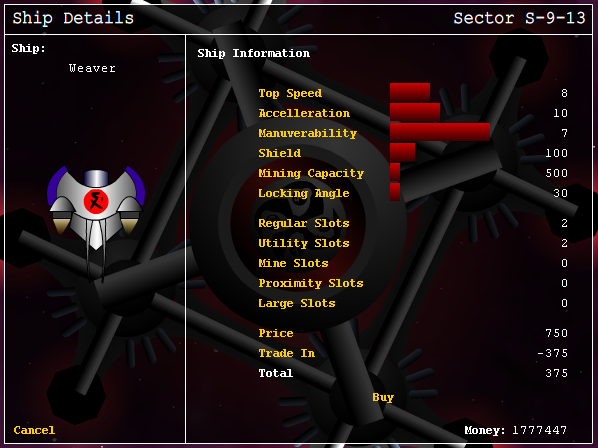 Ship Details
Sector S-9-13
Ship:
Weaver
Ship Information
Top Speed 8
Accelleration 10
Manuverability 7
Shield 100
Mining Capacity 500
Locking Angle 30
Regular Slots 2
Utility Slots 2
Mine Slots 0
Proximity Slots 0
Large Slots 0
Price 750
Trade In -375
Total 375
Buy
Cancel
Money: 1777447